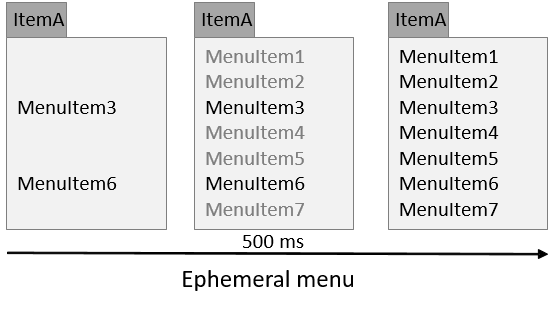 ItemA
MenuItem3
MenuItem6
ItemA
MenuItem1
MenuItem2
MenuItem3
MenuItem4
MenuItem5
MenuItem6
MenuItem7
ItemA
MenuItem1
MenuItem2
MenuItem3
MenuItem4
MenuItem5
MenuItem6
MenuItem7
500 ms
Ephemeral menu